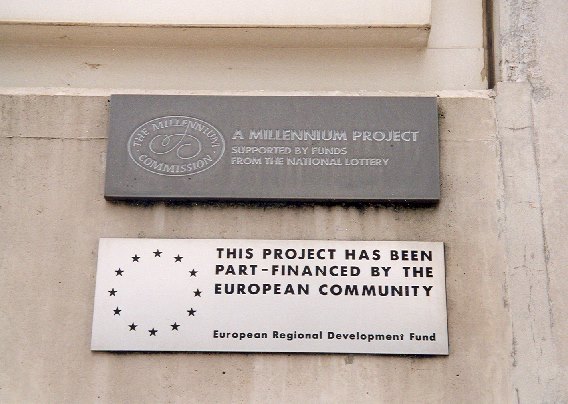 THE MILLENNIUM
COMMISSION
A MILLENNIUM PROJECT
SUPPORTED BY FUNDS
FROM THE NATIONAL LOTTERY
THIS PROJECT HAS BEEN
PART-FINANCED BY THE
EUROPEAN COMMUNITY
European Regional Development Fund